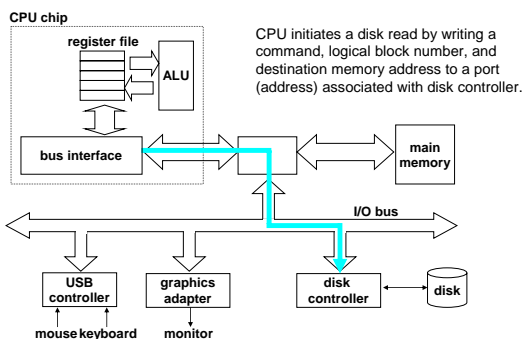 CPU chip
register file
ALU
CPU initiates a disk read by writing a
command, logical block number, and
destination memory address to a port
(address) associated with disk controller.
bus interface
main
memory
I/O bus
USB
controller
graphics
adapter
disk
controller
disk
mouse keyboard
monitor